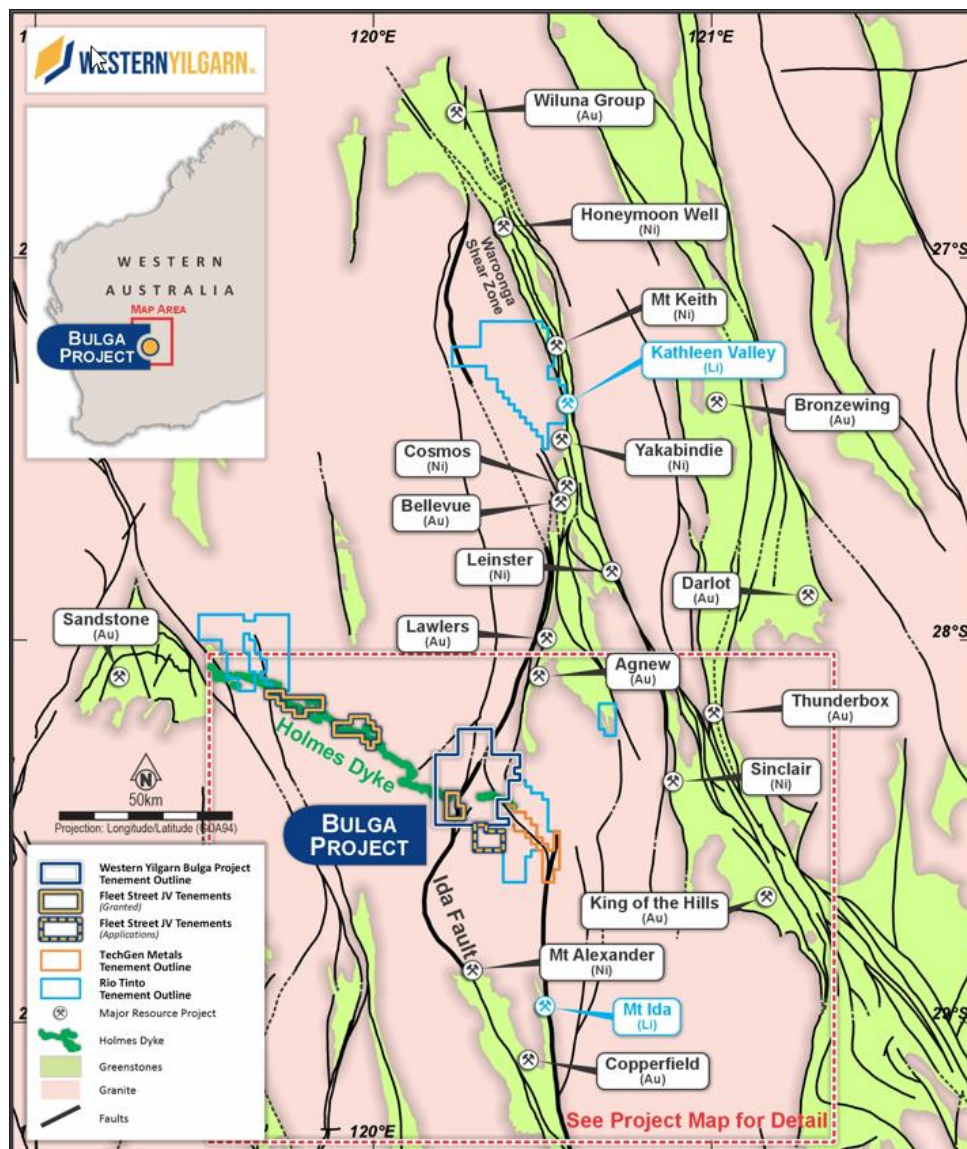 120°E
121°E
WESTERNYILGARN
Wiluna Group
(Au)
Honeymoon Well
(Ni)
27°S
Waroonga
Shear Zone
WESTERN
AUSTRALIA
MAP AREA
BULGA
PROJECT
Mt Keith
(Ni)
Kathleen Valley
(Li)
Bronzewing
(Au)
Cosmos
(Ni)
Yakabindie
(Ni)
Bellevue
(Au)
Leinster
(Ni)
Darlot
(Au)
Sandstone
(Au)
Lawlers
(Au)
28°S
Agnew
(Au)
Thunderbox
(Au)
Holmes Dyke
Sinclair
(Ni)
N
50km
Projection: Longitude/Latitude (GDA94)
BULGA
PROJECT
Ida Fault
King of the Hills
(Au)
Mt Alexander
(Ni)
Mt Ida
(Li)
29°S
Copperfield
(Au)
See Project Map for Detail
120°E
Western Yilgarn Bulga Project
Tenement Outline
Fleet Street JV Tenements
(Granted)
Fleet Street JV Tenements
(Applications)
TechGen Metals
Tenement Outline
Rio Tinto
Tenement Outline
Major Resource Project
Holmes Dyke
Greenstones
Granite
Faults